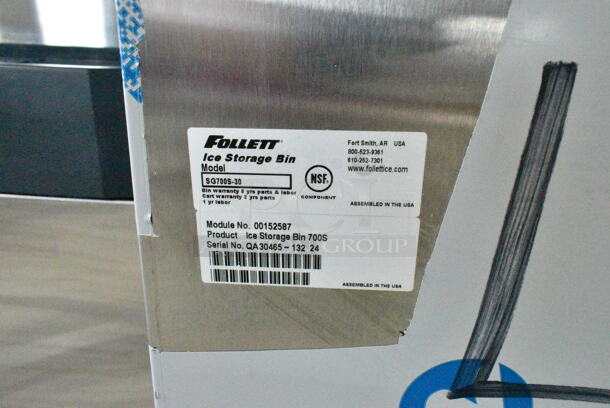 FOLLETT
Ice Storage Bin
Model
SG700S-30
Bin warranty 5 yrs parts & labor
Cart warranty 2 yrs parts
1 yr labor
NSF.
COMPONENT
Fort Smith, AR USA
800-523-9361
610-252-7301
www.follettice.com
ASSEMBLED IN THE USA
Module No. 00152587
Product Ice Storage Bin 700S
Serial No. QA30465-132 24
GROUP
ASSEMBLED IN THE USA